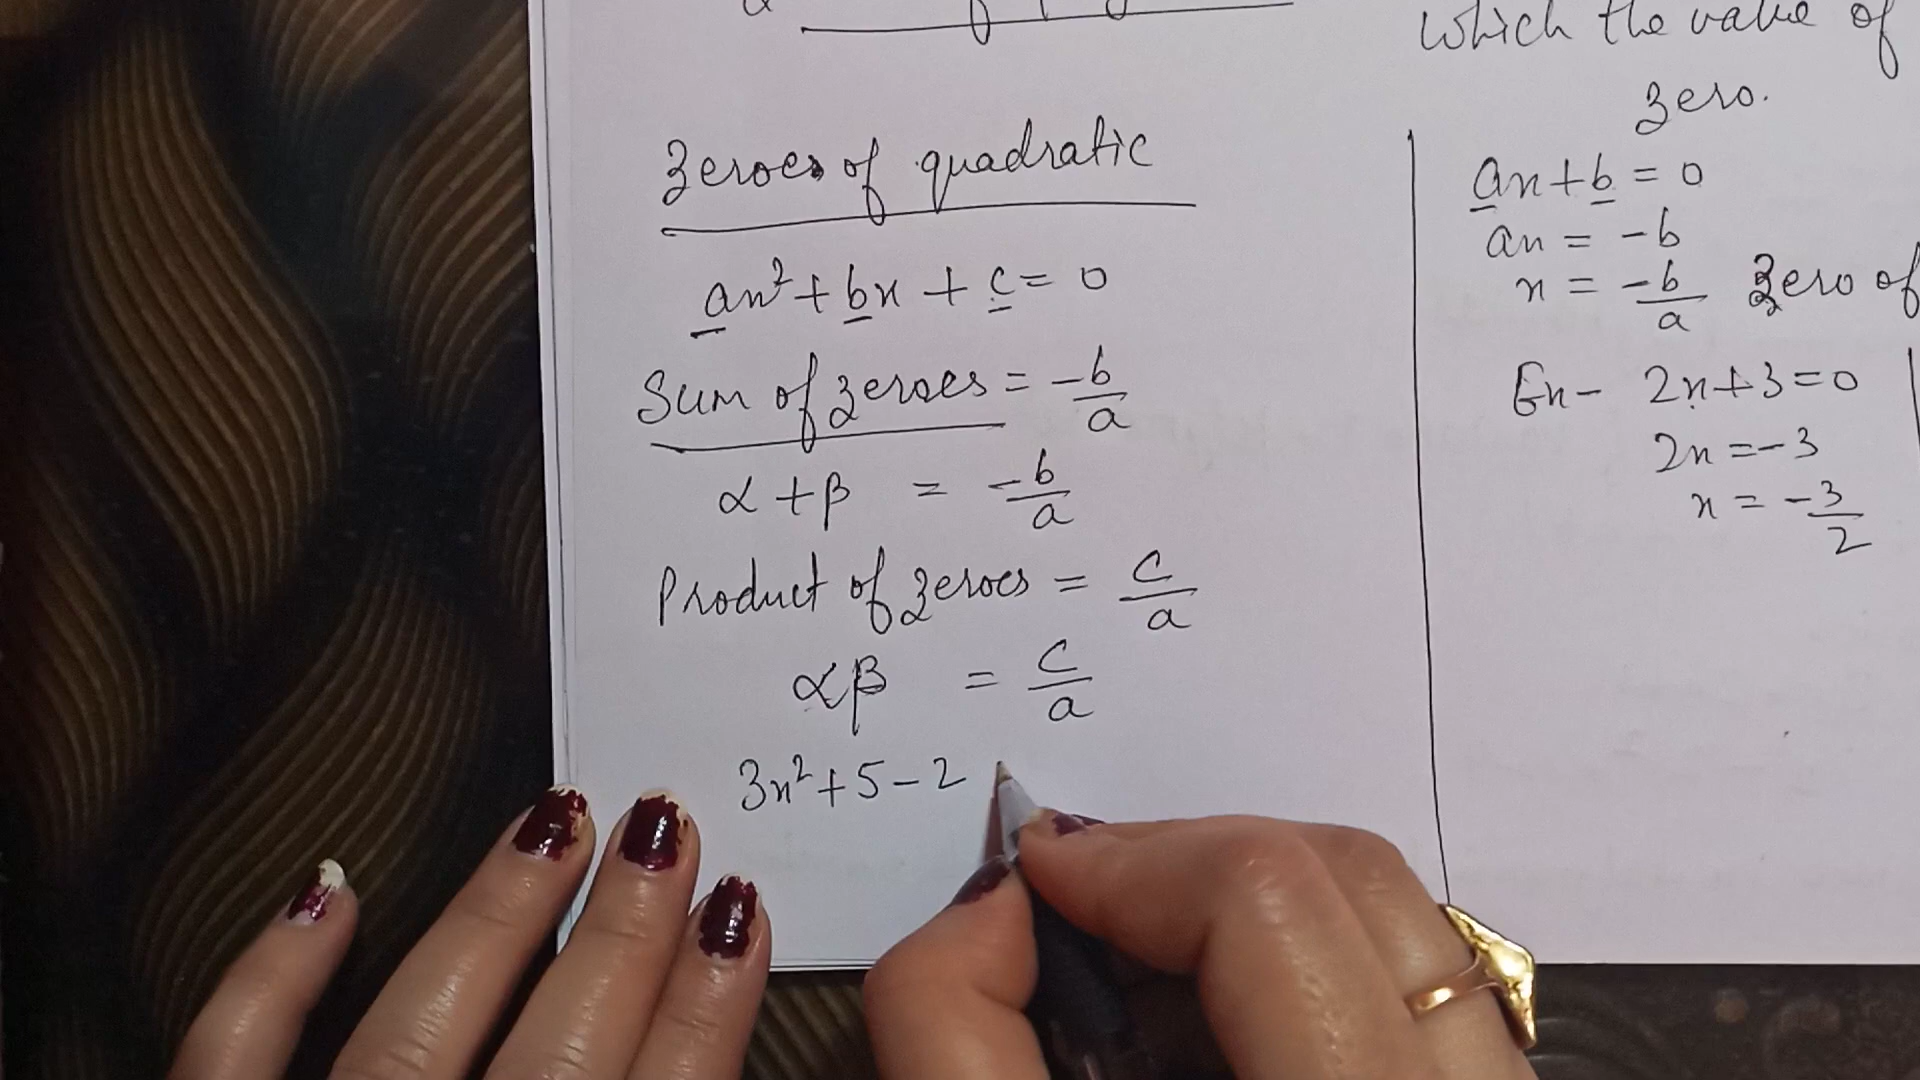 Zeroes of quadratic
ax² + bx + c = 0
Sum of zeroes = -b/a
α + β = -b/a
Product of zeroes = c/a
αβ = c/a
3x² + 5 - 2
which the value of
zero.
ax + b = 0
ax = -b
x = -b/a Zero of
Ex- 2x + 3 = 0
2x = -3
x = -3/2